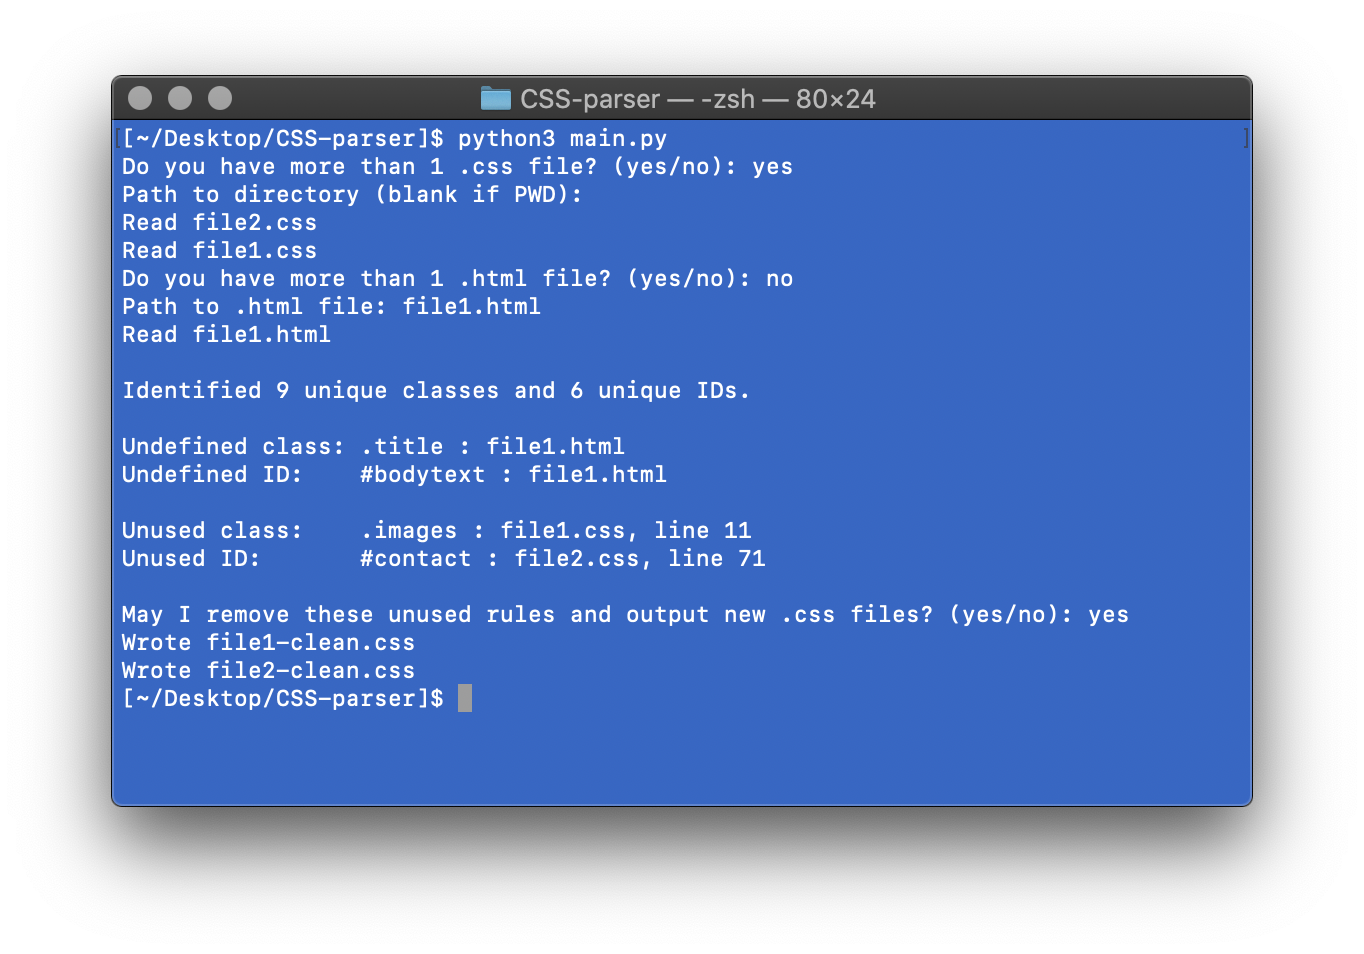 CSS-parser — -zsh — 80×24
[[~/Desktop/CSS-parser]$ python3 main.py ]
Do you have more than 1 .css file? (yes/no): yes
Path to directory (blank if PWD):
Read file2.css
Read file1.css
Do you have more than 1 .html file? (yes/no): no
Path to .html file: file1.html
Read file1.html
Identified 9 unique classes and 6 unique IDs.
Undefined class: .title : file1.html
Undefined ID:    #bodytext : file1.html
Unused class:    .images : file1.css, line 11
Unused ID:       #contact : file2.css, line 71
May I remove these unused rules and output new .css files? (yes/no): yes
Wrote file1-clean.css
Wrote file2-clean.css
[~/Desktop/CSS-parser]$